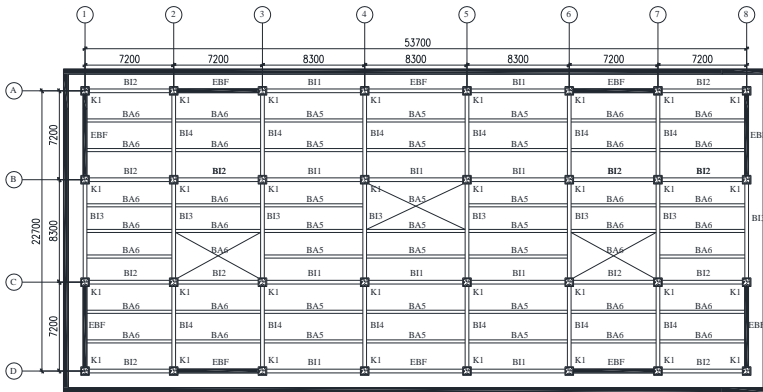 1 2 3 4 5 6 7 8
53700
7200 7200 8300 8300 8300 7200 7200
BI2 EBF BI1 EBF BI1 EBF BI2
A
K1 K1 K1 K1 K1 K1 K1 K1
BA6 BA6 BA5 BA5 BA5 BA6 BA6
7200
EBF BI4 BI4 BI4 BI4 BI4 BI4
BA6 BA6 BA5 BA5 BA5 BA6 BA6
BI2 BI2 BI1 BI1 BI1 BI2 BI2
B
K1 K1 K1 K1 K1 K1 K1 K1
BA6 BA6 BA5 BA5 BA5 BA6 BA6
22700
8300
BI3 BI3 BI3 BI3 BI3 BI3 BI3
BA6 BA6 BA5 BA5 BA6 BA6
BA6 BA6 BA5 BA5 BA5 BA6 BA6
BI2 BI2 BI1 BI1 BI1 BI2 BI2
C
K1 K1 K1 K1 K1 K1 K1 K1
BA6 BA6 BA5 BA5 BA5 BA6 BA6
7200
EBF BI4 BI4 BI4 BI4 BI4 BI4
BA6 BA6 BA5 BA5 BA5 BA6 BA6
D
K1 BI2 K1 EBF K1 BI1 K1 EBF K1 BI1 K1 EBF K1 BI2 K1